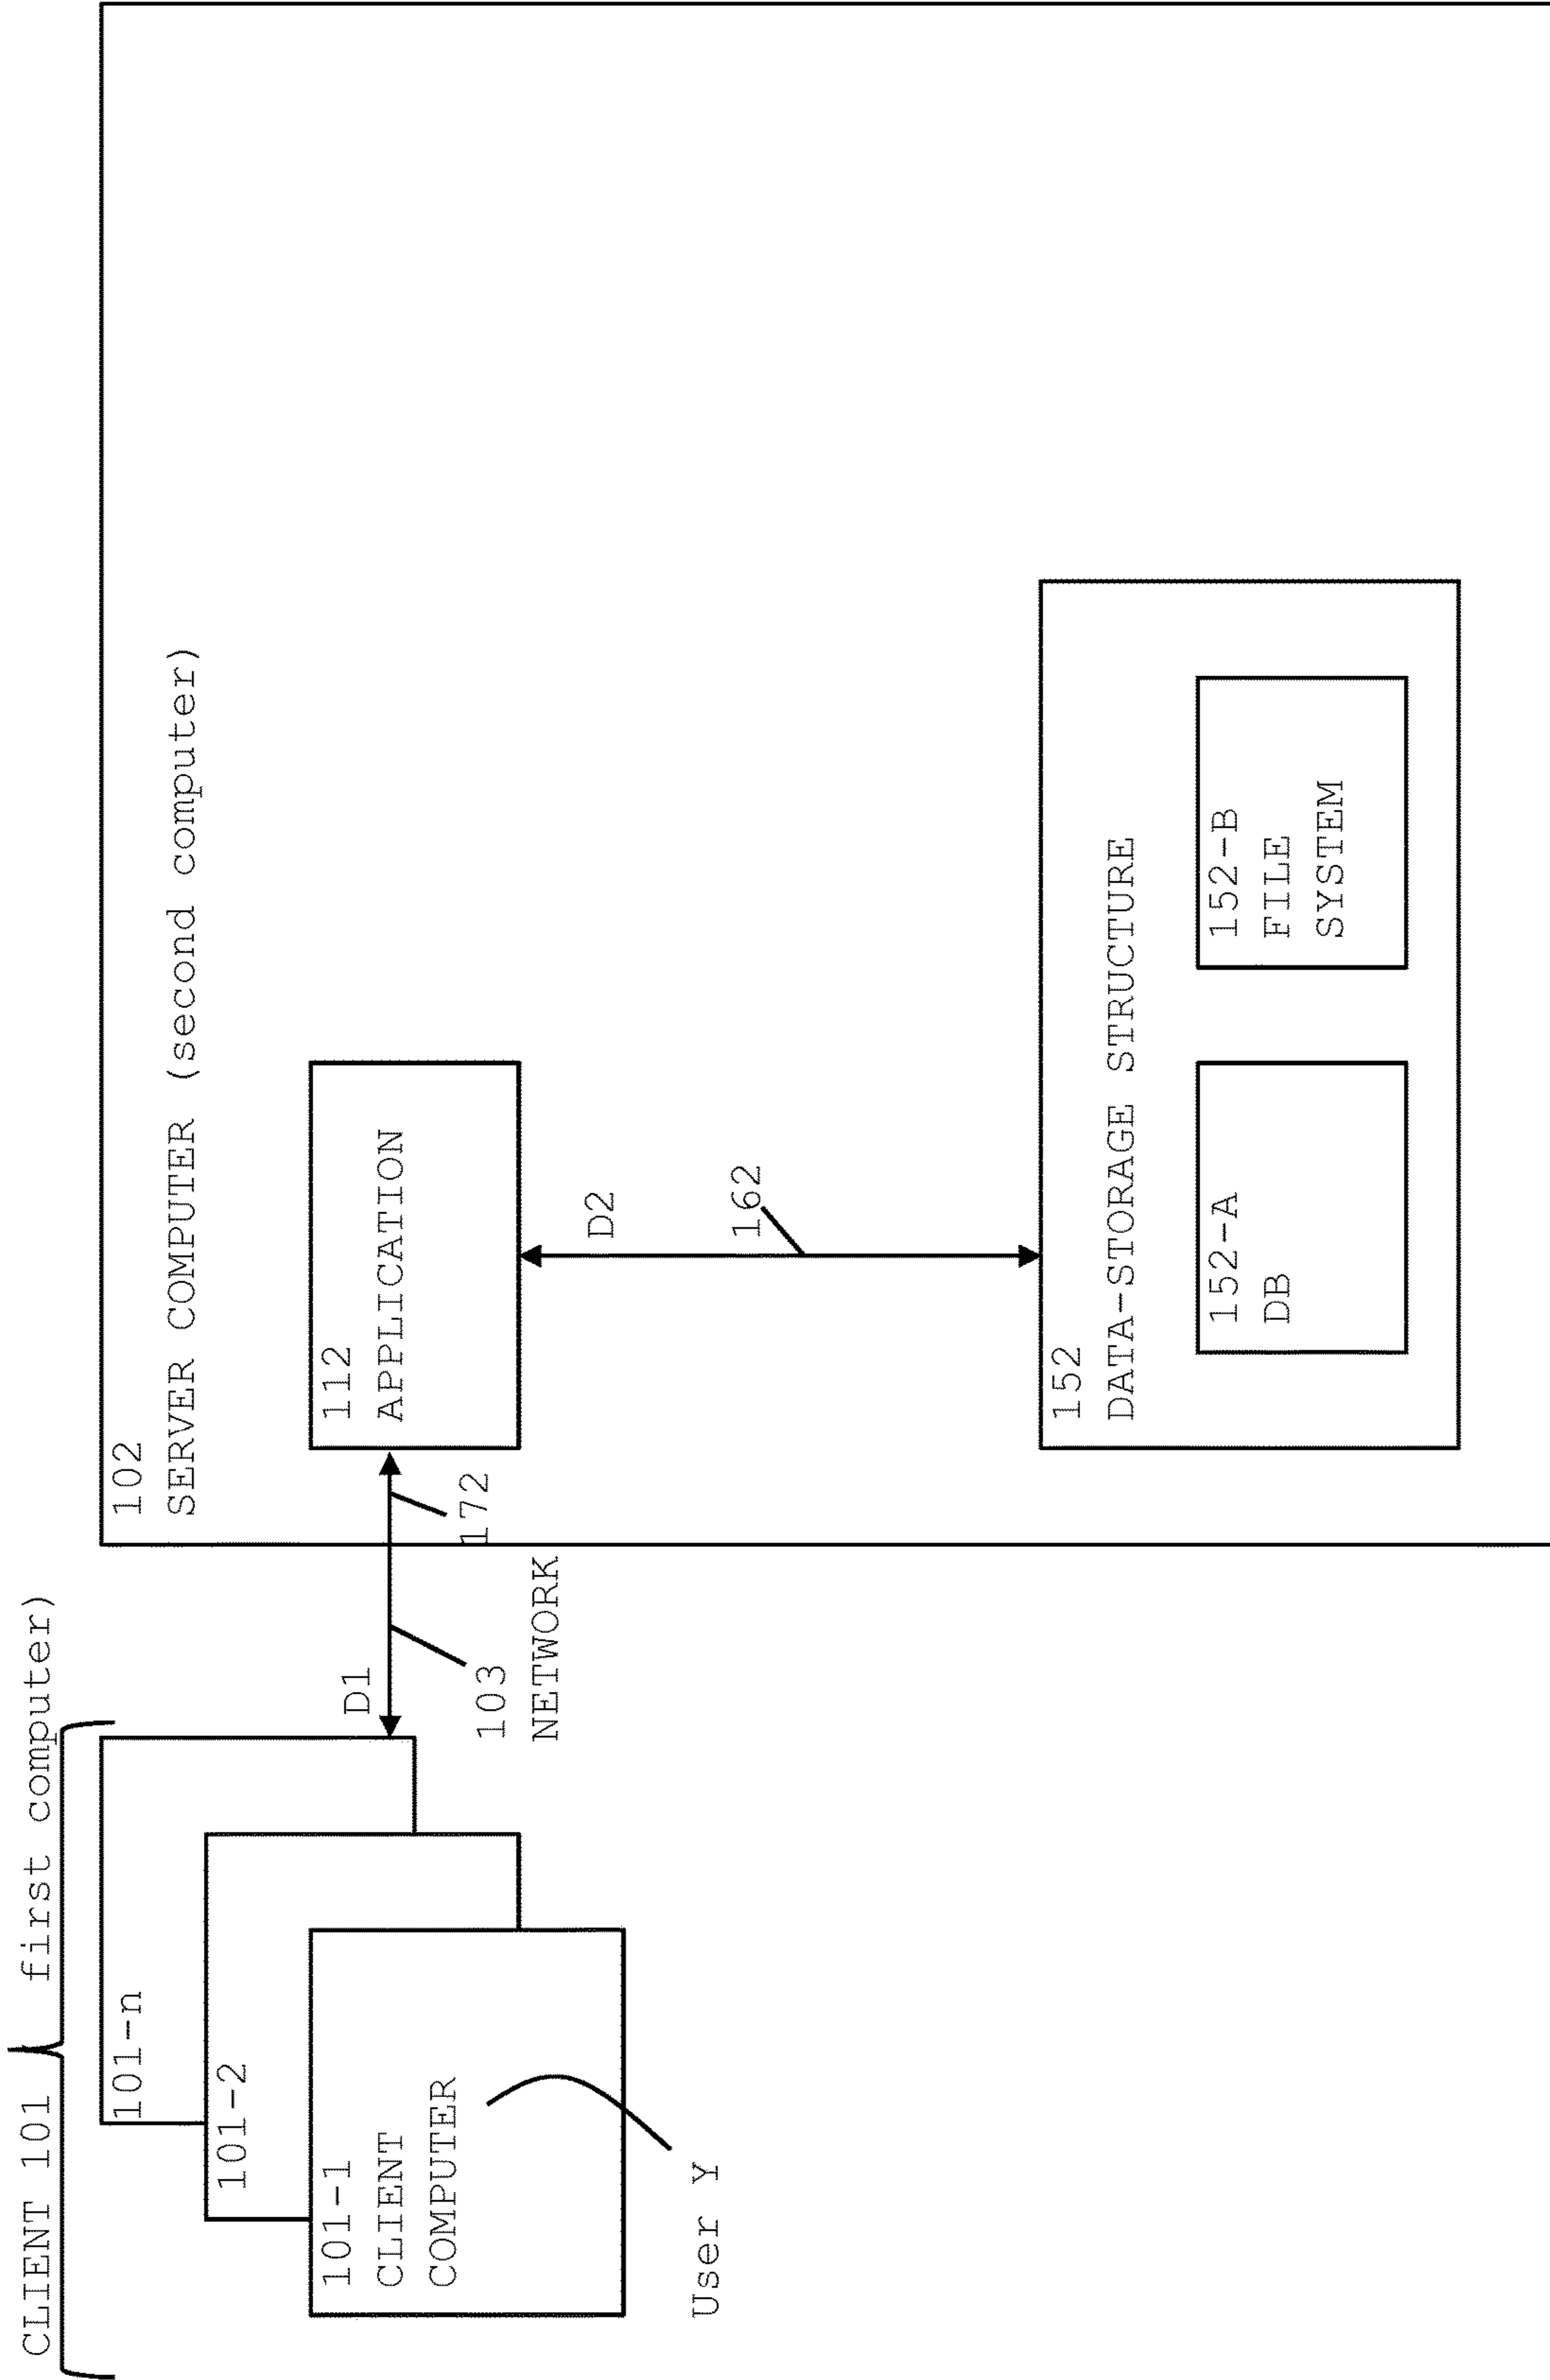 CLIENT 101 first computer)
101-n
101-2
101-1
CLIENT
COMPUTER
User Y
D1
103
NETWORK
172
102
SERVER COMPUTER (second computer)
112
APPLICATION
D2
162
152
DATA-STORAGE STRUCTURE
152-A
DB
152-B
FILE
SYSTEM